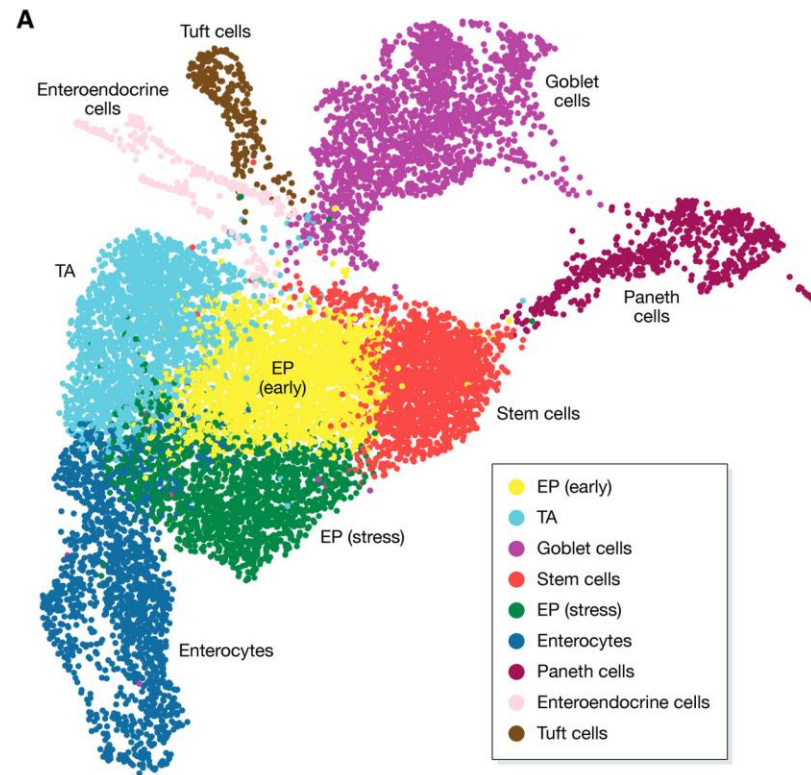 A
Tuft cells
Enteroendocrine
cells
Goblet
cells
TA
Paneth
cells
EP
(early)
Stem cells
EP (stress)
Enterocytes
EP (early)
TA
Goblet cells
Stem cells
EP (stress)
Enterocytes
Paneth cells
Enteroendocrine cells
Tuft cells